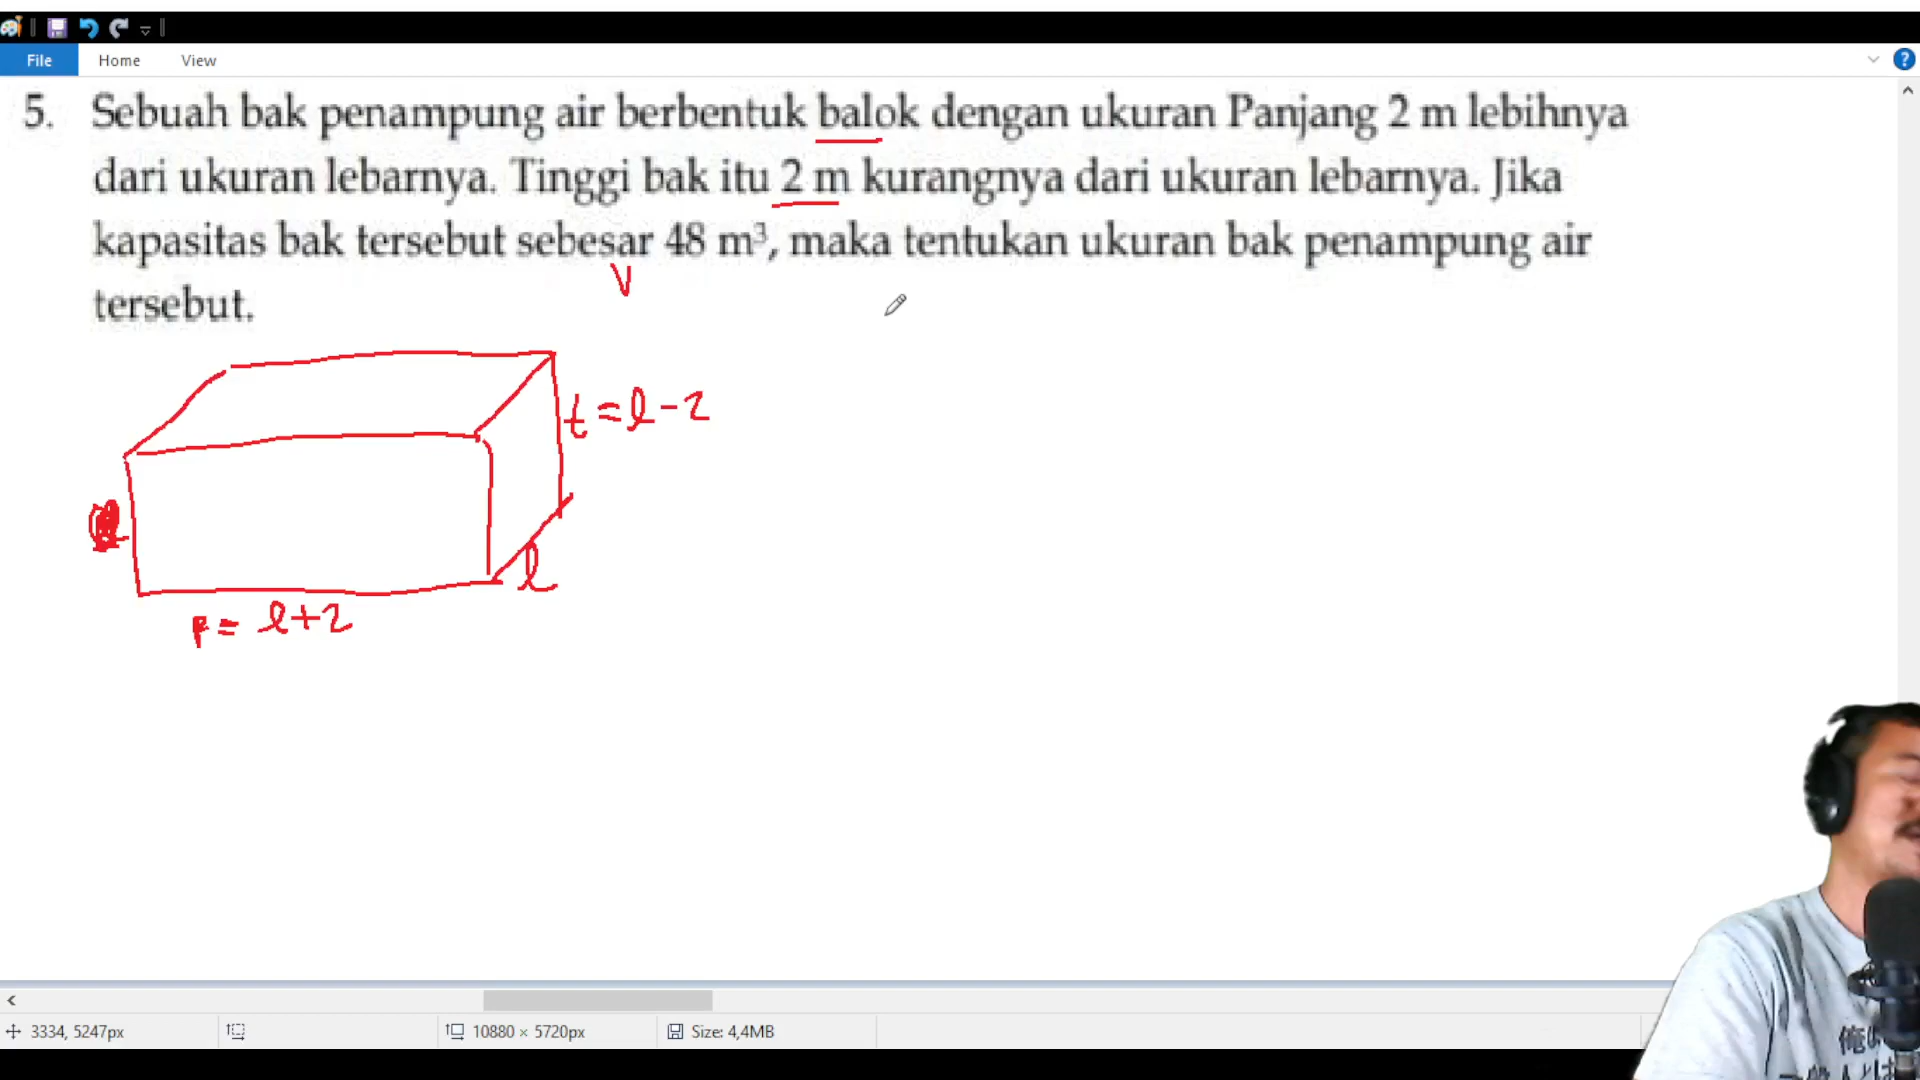 File Home View
5. Sebuah bak penampung air berbentuk balok dengan ukuran Panjang 2 m lebihnya
dari ukuran lebarnya. Tinggi bak itu 2 m kurangnya dari ukuran lebarnya. Jika
kapasitas bak tersebut sebesar 48 m³, maka tentukan ukuran bak penampung air
V
tersebut.
t = l - 2
l
p = l + 2
3334, 5247px 10880 × 5720px Size: 4,4MB